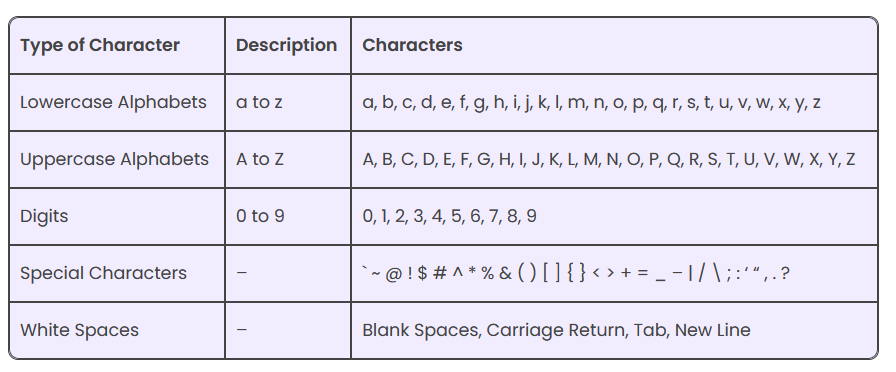 Type of Character Description Characters
Lowercase Alphabets a to z a, b, c, d, e, f, g, h, i, j, k, l, m, n, o, p, q, r, s, t, u, v, w, x, y, z
Uppercase Alphabets A to Z A, B, C, D, E, F, G, H, I, J, K, L, M, N, O, P, Q, R, S, T, U, V, W, X, Y, Z
Digits 0 to 9 0, 1, 2, 3, 4, 5, 6, 7, 8, 9
Special Characters – ` ~ @ ! $ # ^ * % & ( ) [ ] { } < > + = _ – | / \ ; : ‘ “ , . ?
White Spaces – Blank Spaces, Carriage Return, Tab, New Line